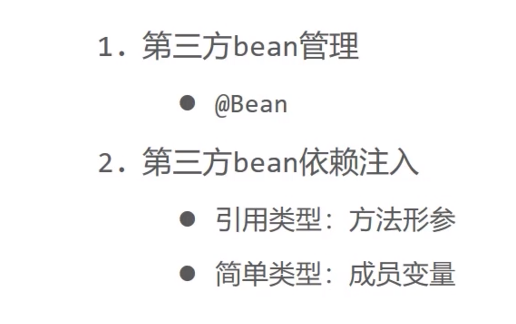 1. 第三方bean管理
● @Bean
2. 第三方bean依赖注入
● 引用类型：方法形参
● 简单类型：成员变量